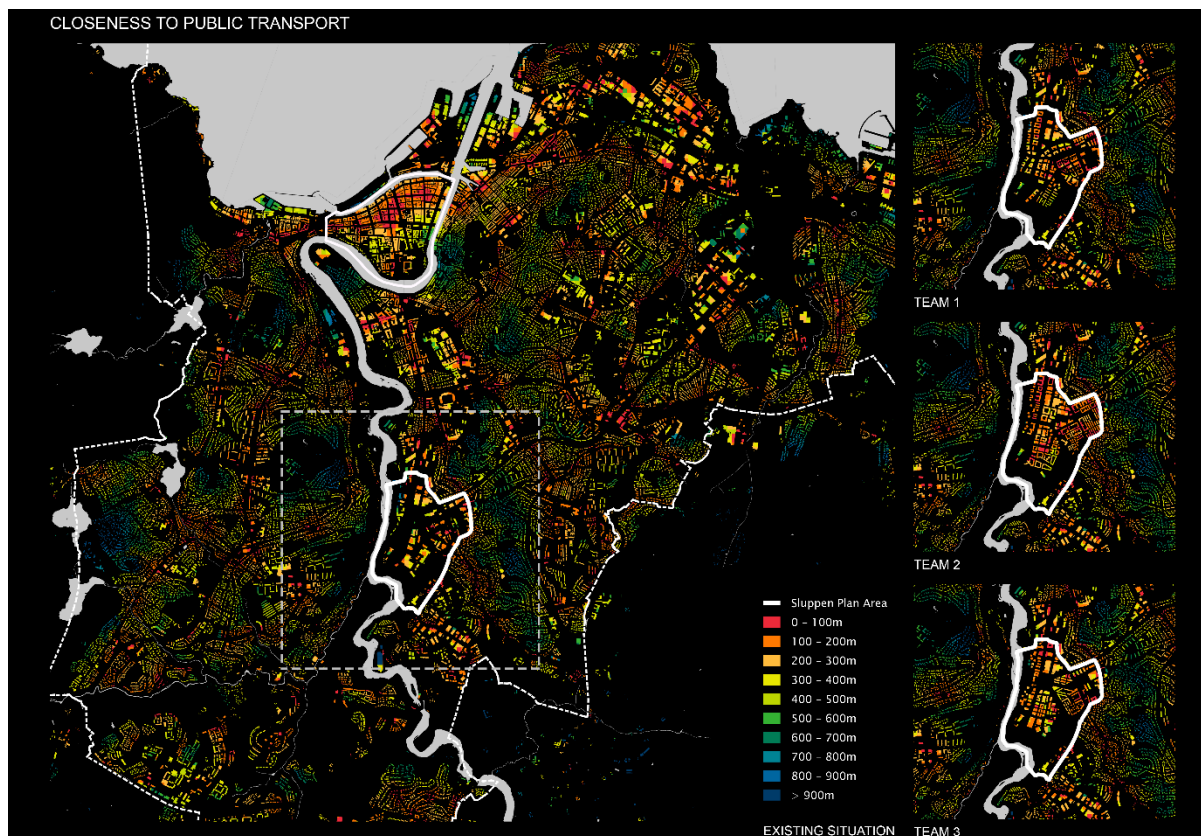 CLOSENESS TO PUBLIC TRANSPORT
TEAM 1
TEAM 2
Sluppen Plan Area
0 – 100m
100 – 200m
200 – 300m
300 – 400m
400 – 500m
500 – 600m
600 – 700m
700 – 800m
800 – 900m
> 900m
EXISTING SITUATION
TEAM 3